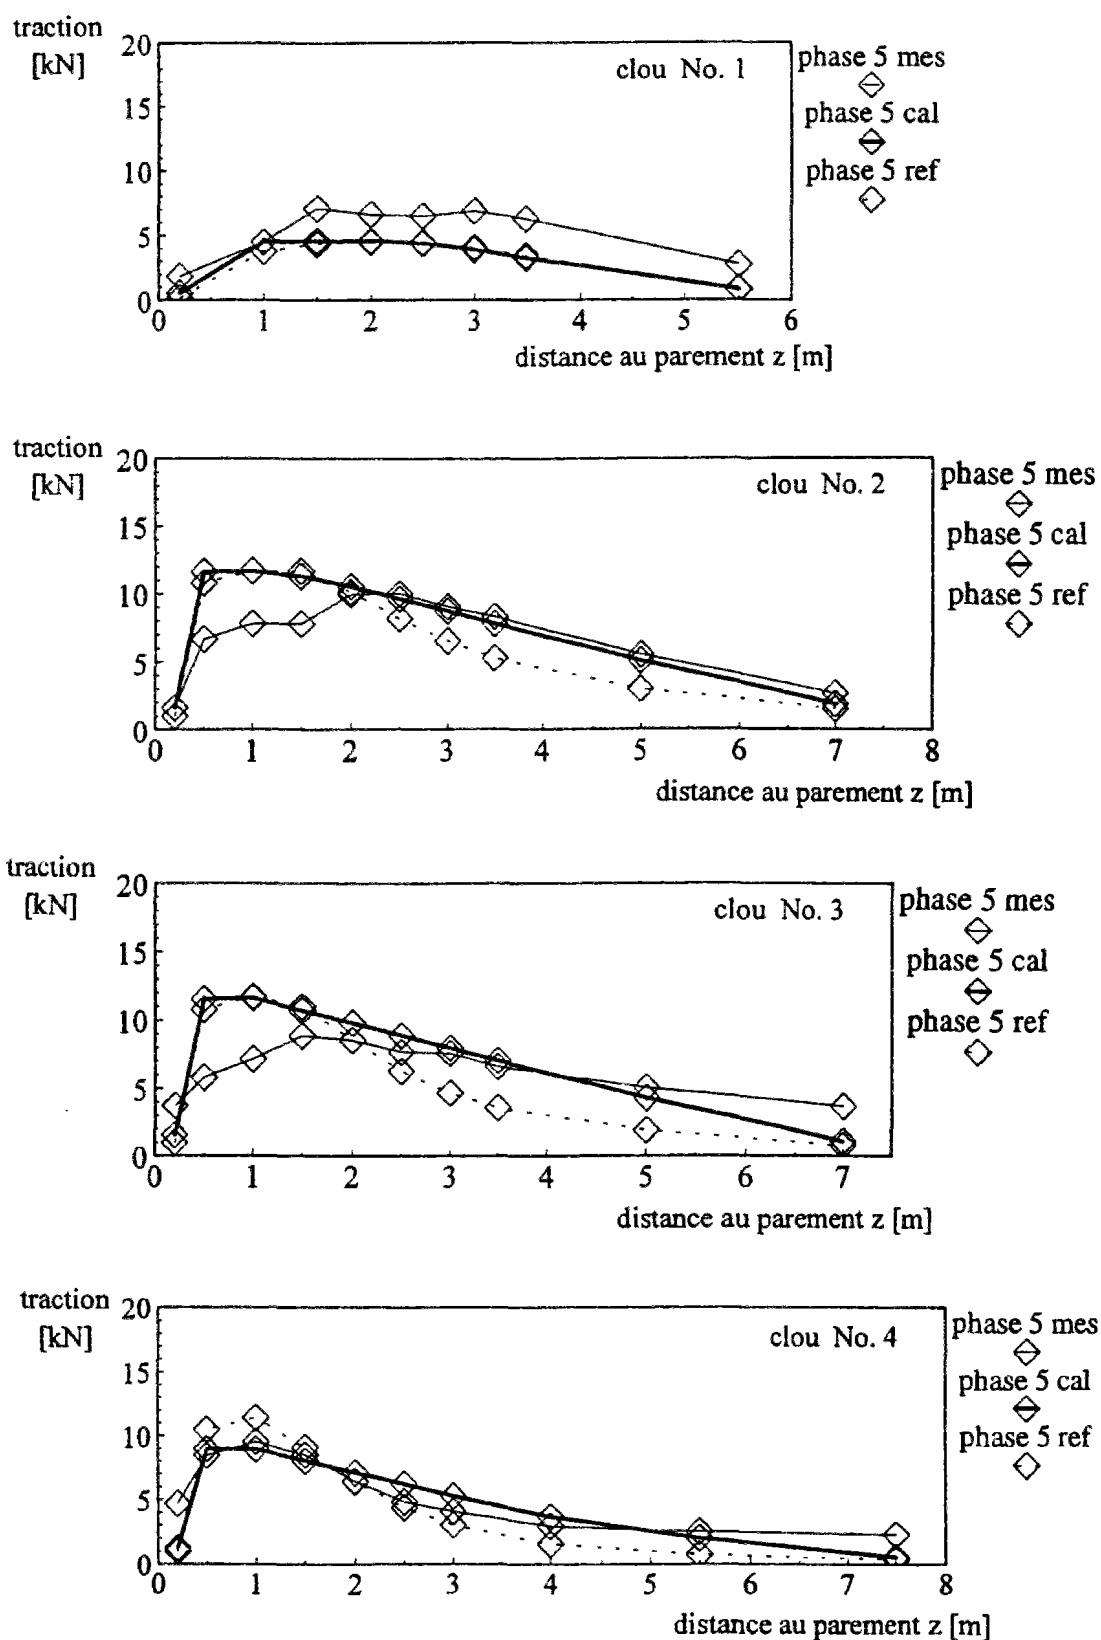 traction
[kN]
20
15
10
5
0
0 1 2 3 4 5 6
clou No. 1
distance au parement z [m]
phase 5 mes
phase 5 cal
phase 5 ref
traction
[kN]
20
15
10
5
0
0 1 2 3 4 5 6 7 8
clou No. 2
distance au parement z [m]
phase 5 mes
phase 5 cal
phase 5 ref
traction
[kN]
20
15
10
5
0
0 1 2 3 4 5 6 7
clou No. 3
distance au parement z [m]
phase 5 mes
phase 5 cal
phase 5 ref
traction
[kN]
20
15
10
5
0
0 1 2 3 4 5 6 7 8
clou No. 4
distance au parement z [m]
phase 5 mes
phase 5 cal
phase 5 ref